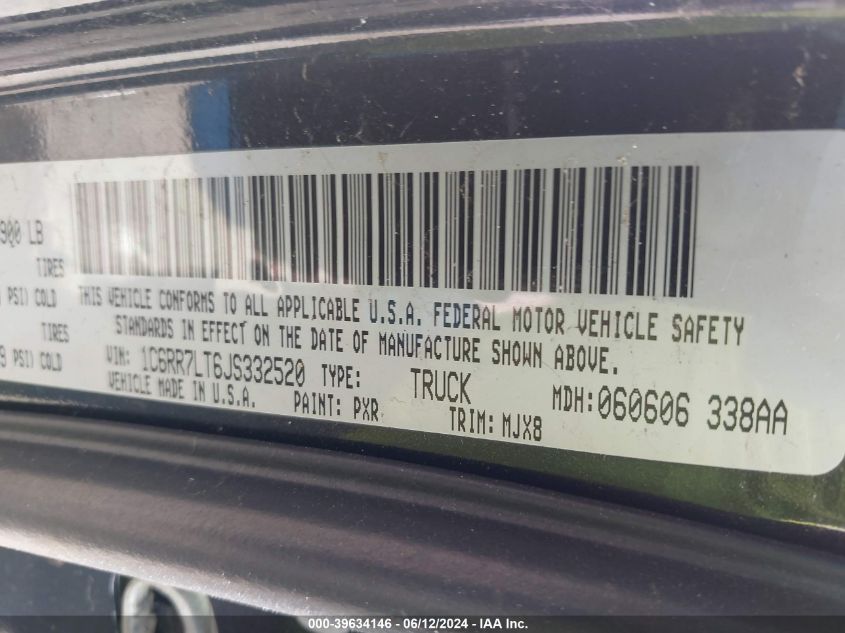 900 LB
TIRES
PSI) COLD
TIRES
PSI) COLD
THIS VEHICLE CONFORMS TO ALL APPLICABLE U.S.A. FEDERAL MOTOR VEHICLE SAFETY
STANDARDS IN EFFECT ON THE DATE OF MANUFACTURE SHOWN ABOVE.
VIN: 1C6RR7LT6JS332520 TYPE: TRUCK MDH:060606 338AA
VEHICLE MADE IN U.S.A. PAINT: PXR TRIM: MJX8
000-39634146 - 06/12/2024 - IAA Inc.